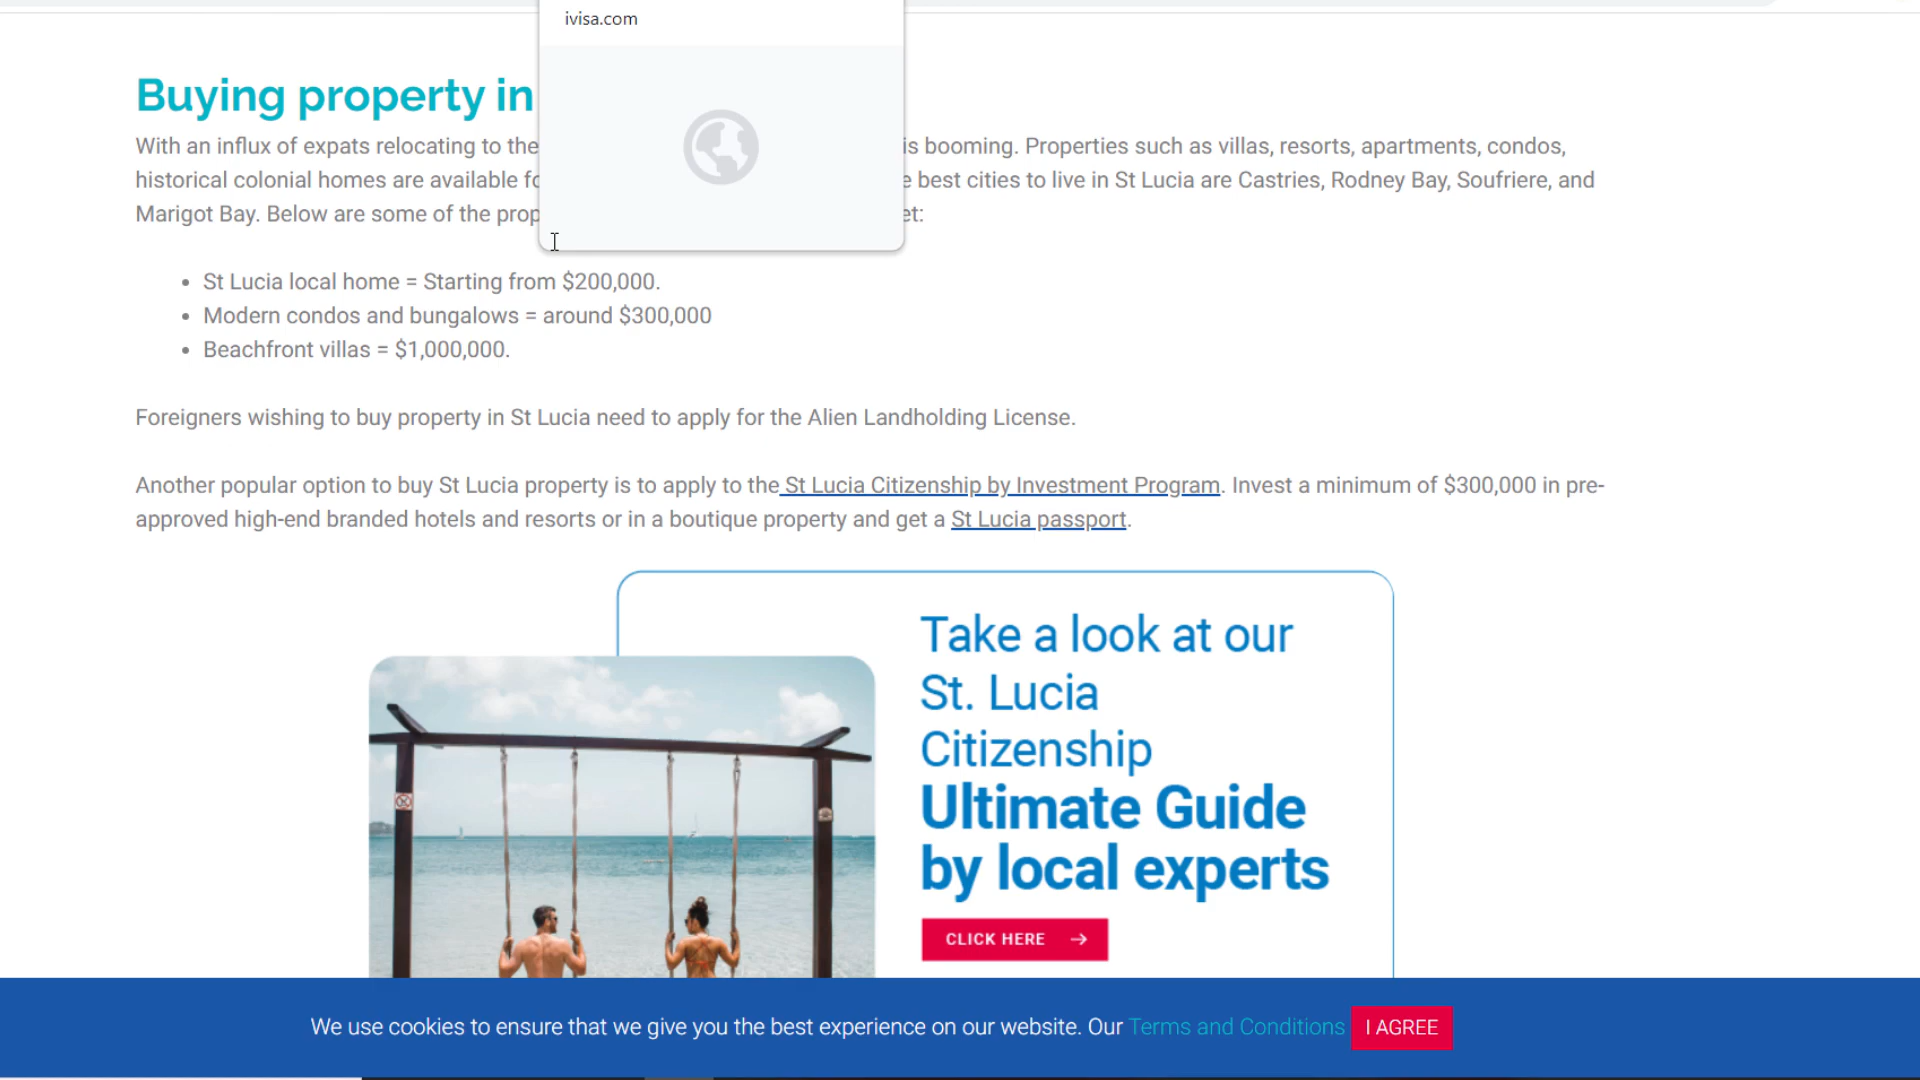 ivisa.com
Buying property in
With an influx of expats relocating to the is booming. Properties such as villas, resorts, apartments, condos,
historical colonial homes are available best cities to live in St Lucia are Castries, Rodney Bay, Soufriere, and
Marigot Bay. Below are some of the
• St Lucia local home = Starting from $200,000.
• Modern condos and bungalows = around $300,000
• Beachfront villas = $1,000,000.
Foreigners wishing to buy property in St Lucia need to apply for the Alien Landholding License.
Another popular option to buy St Lucia property is to apply to the St Lucia Citizenship by Investment Program. Invest a minimum of $300,000 in pre-
approved high-end branded hotels and resorts or in a boutique property and get a St Lucia passport.
Take a look at our
St. Lucia
Citizenship
Ultimate Guide
by local experts
CLICK HERE →
We use cookies to ensure that we give you the best experience on our website. Our Terms and Conditions I AGREE